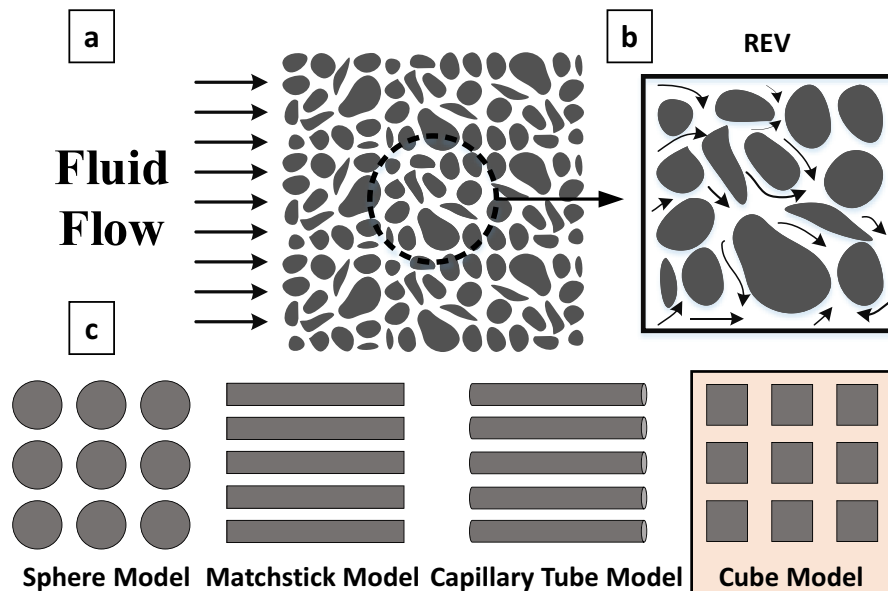 a
b
REV
Fluid
Flow
c
Sphere Model
Matchstick Model
Capillary Tube Model
Cube Model